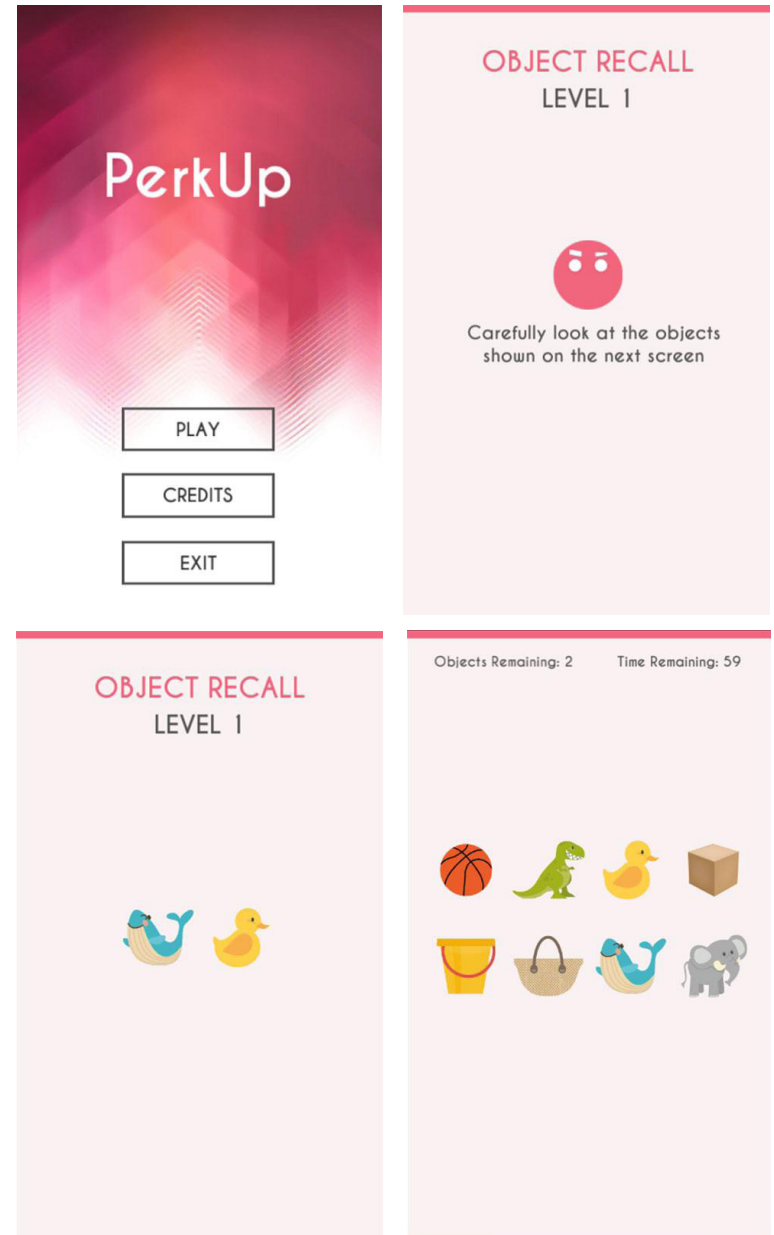 PerkUp
PLAY
CREDITS
EXIT
OBJECT RECALL
LEVEL 1
Carefully look at the objects
shown on the next screen
OBJECT RECALL
LEVEL 1
Objects Remaining: 2
Time Remaining: 59